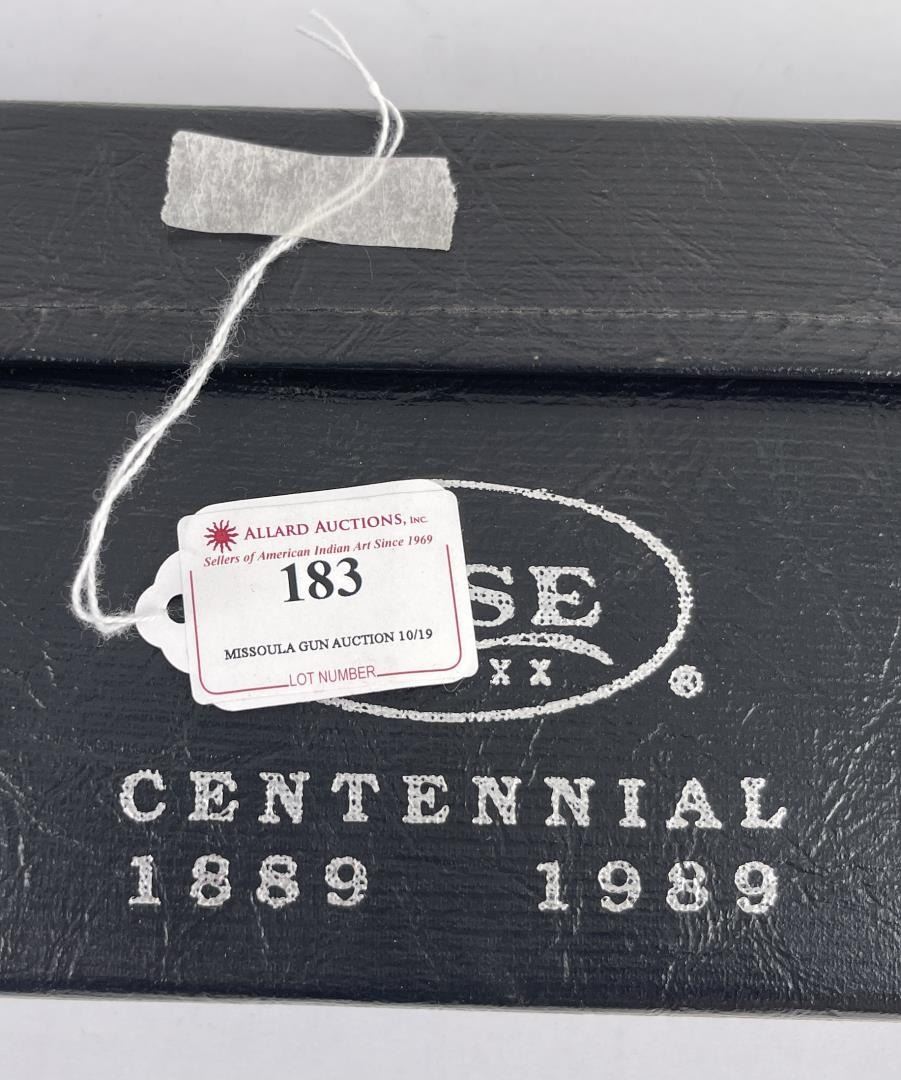 ALLARD AUCTIONS, INC.
Sellers of American Indian Art Since 1969
183
MISSOULA GUN AUCTION 10/19
LOT NUMBER
SE
XX
®
CENTENNIAL
1889 1989